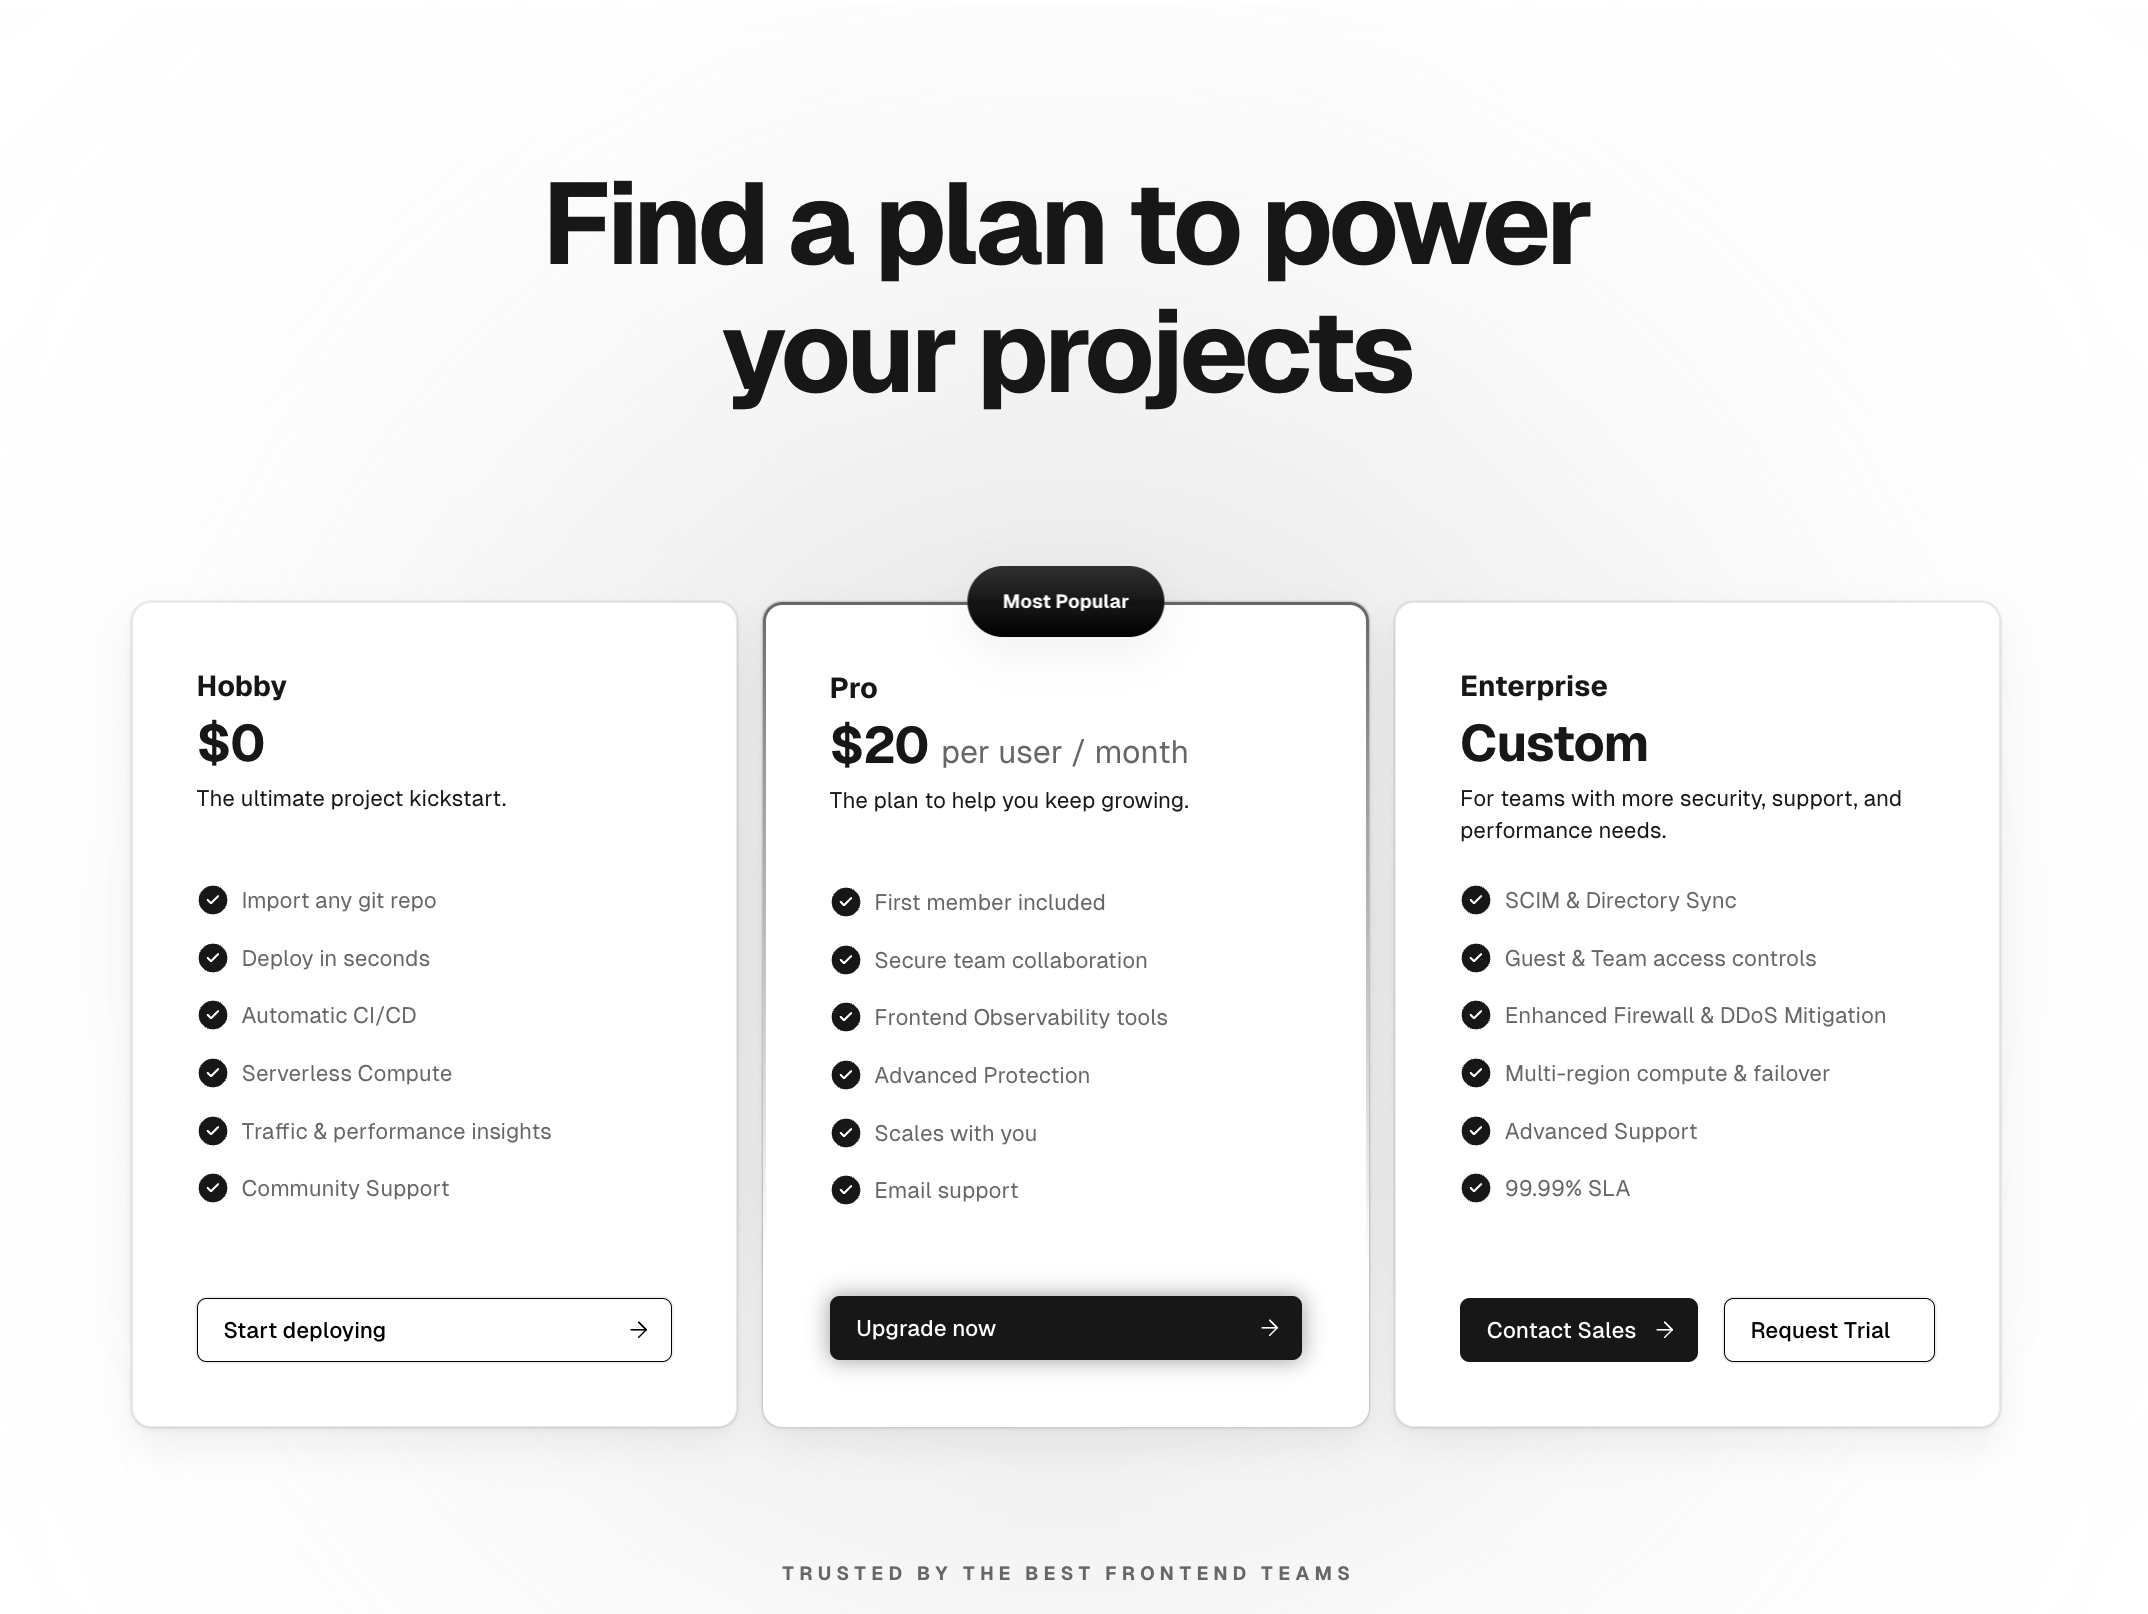 Find a plan to power
your projects
Most Popular
Hobby
$0
The ultimate project kickstart.
Import any git repo
Deploy in seconds
Automatic CI/CD
Serverless Compute
Traffic & performance insights
Community Support
Start deploying
Pro
$20 per user / month
The plan to help you keep growing.
First member included
Secure team collaboration
Frontend Observability tools
Advanced Protection
Scales with you
Email support
Upgrade now
Enterprise
Custom
For teams with more security, support, and
performance needs.
SCIM & Directory Sync
Guest & Team access controls
Enhanced Firewall & DDoS Mitigation
Multi-region compute & failover
Advanced Support
99.99% SLA
Contact Sales
Request Trial
TRUSTED BY THE BEST FRONTEND TEAMS